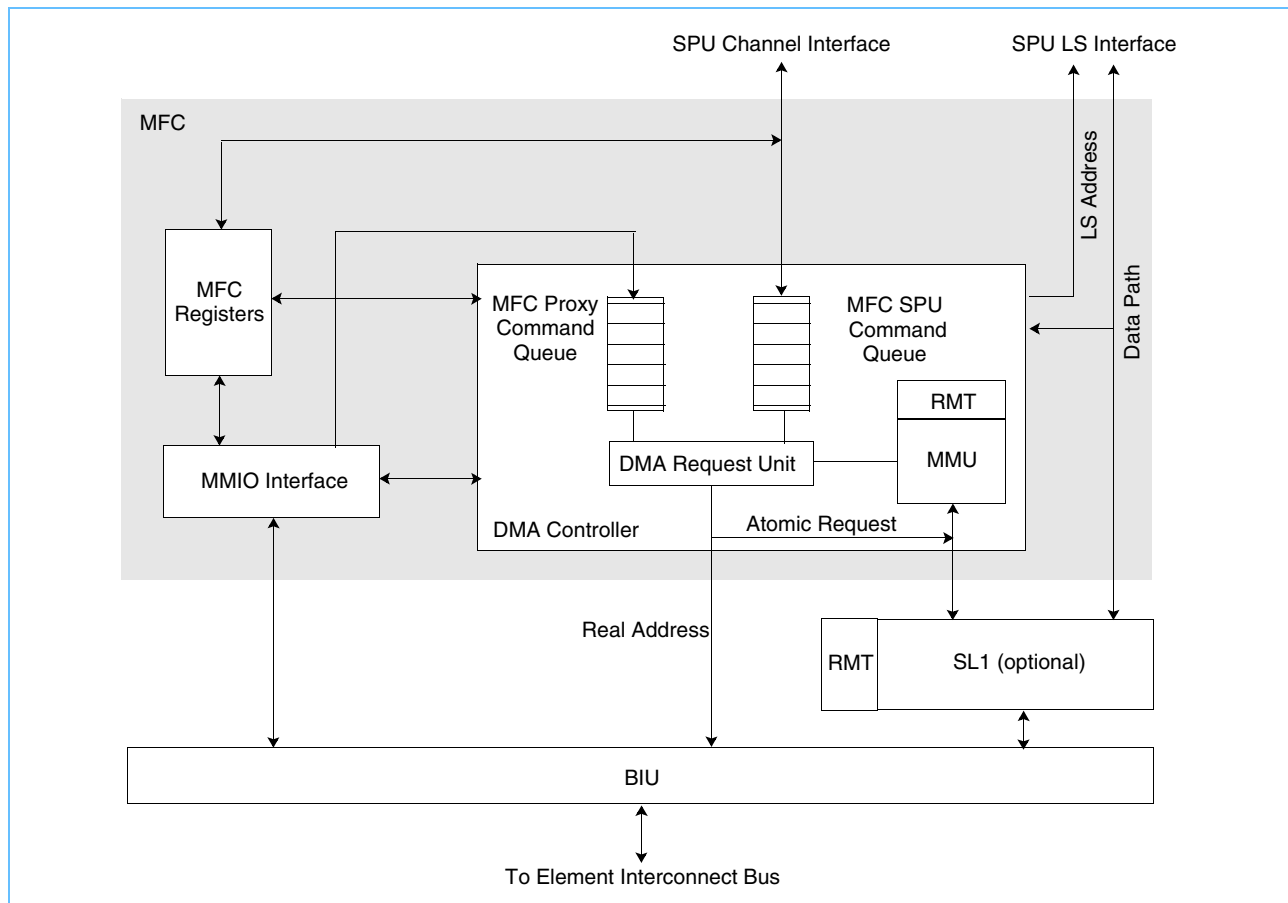 SPU Channel Interface
SPU LS Interface
MFC
LS Address
Data Path
MFC
Registers
MFC Proxy
Command
Queue
MFC SPU
Command
Queue
RMT
MMU
DMA Request Unit
MMIO Interface
Atomic Request
DMA Controller
Real Address
RMT
SL1 (optional)
BIU
To Element Interconnect Bus